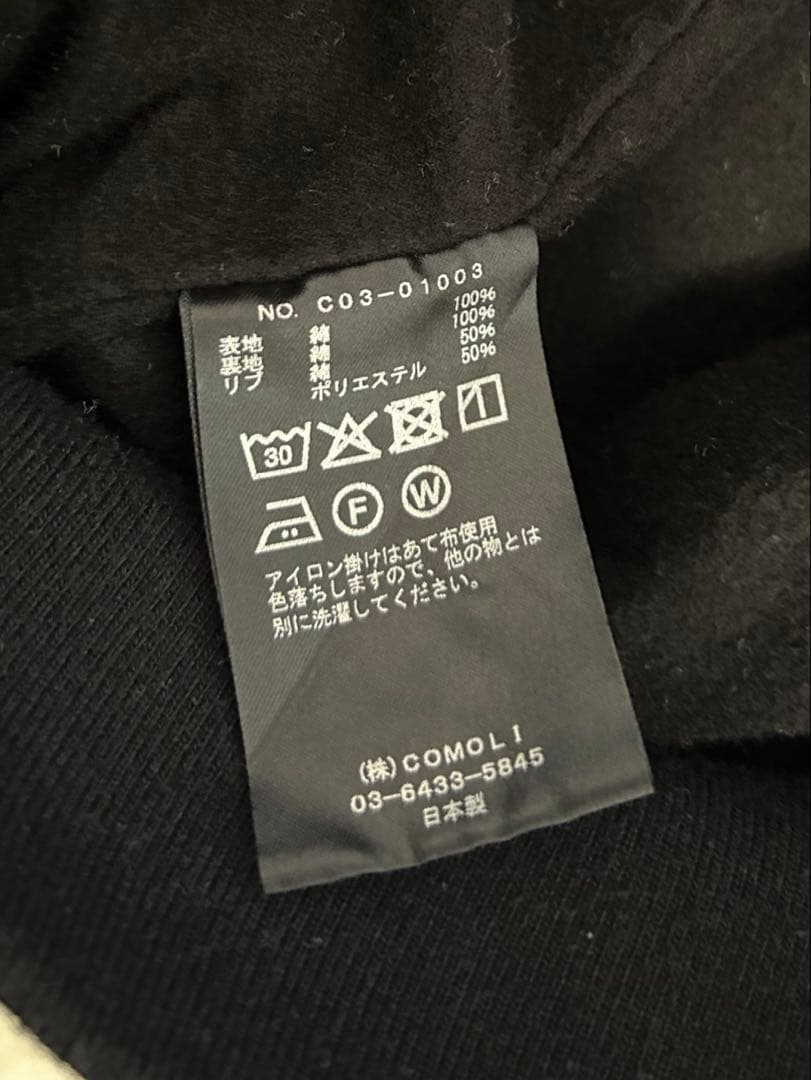 NO. C03-01003
表地 綿 100%
裏地 綿 100%
リブ 綿 50%
ポリエステル 50%
30
F W
アイロン掛けはあて布使用
色落ちしますので、他の物とは
別に洗濯してください。
(株)COMOLI
03-6433-5845
日本製